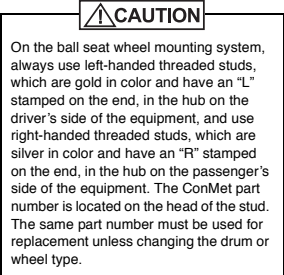 CAUTION
On the ball seat wheel mounting system,
always use left-handed threaded studs,
which are gold in color and have an “L”
stamped on the end, in the hub on the
driver’s side of the equipment, and use
right-handed threaded studs, which are
silver in color and have an “R” stamped
on the end, in the hub on the passenger’s
side of the equipment. The ConMet part
number is located on the head of the stud.
The same part number must be used for
replacement unless changing the drum or
wheel type.